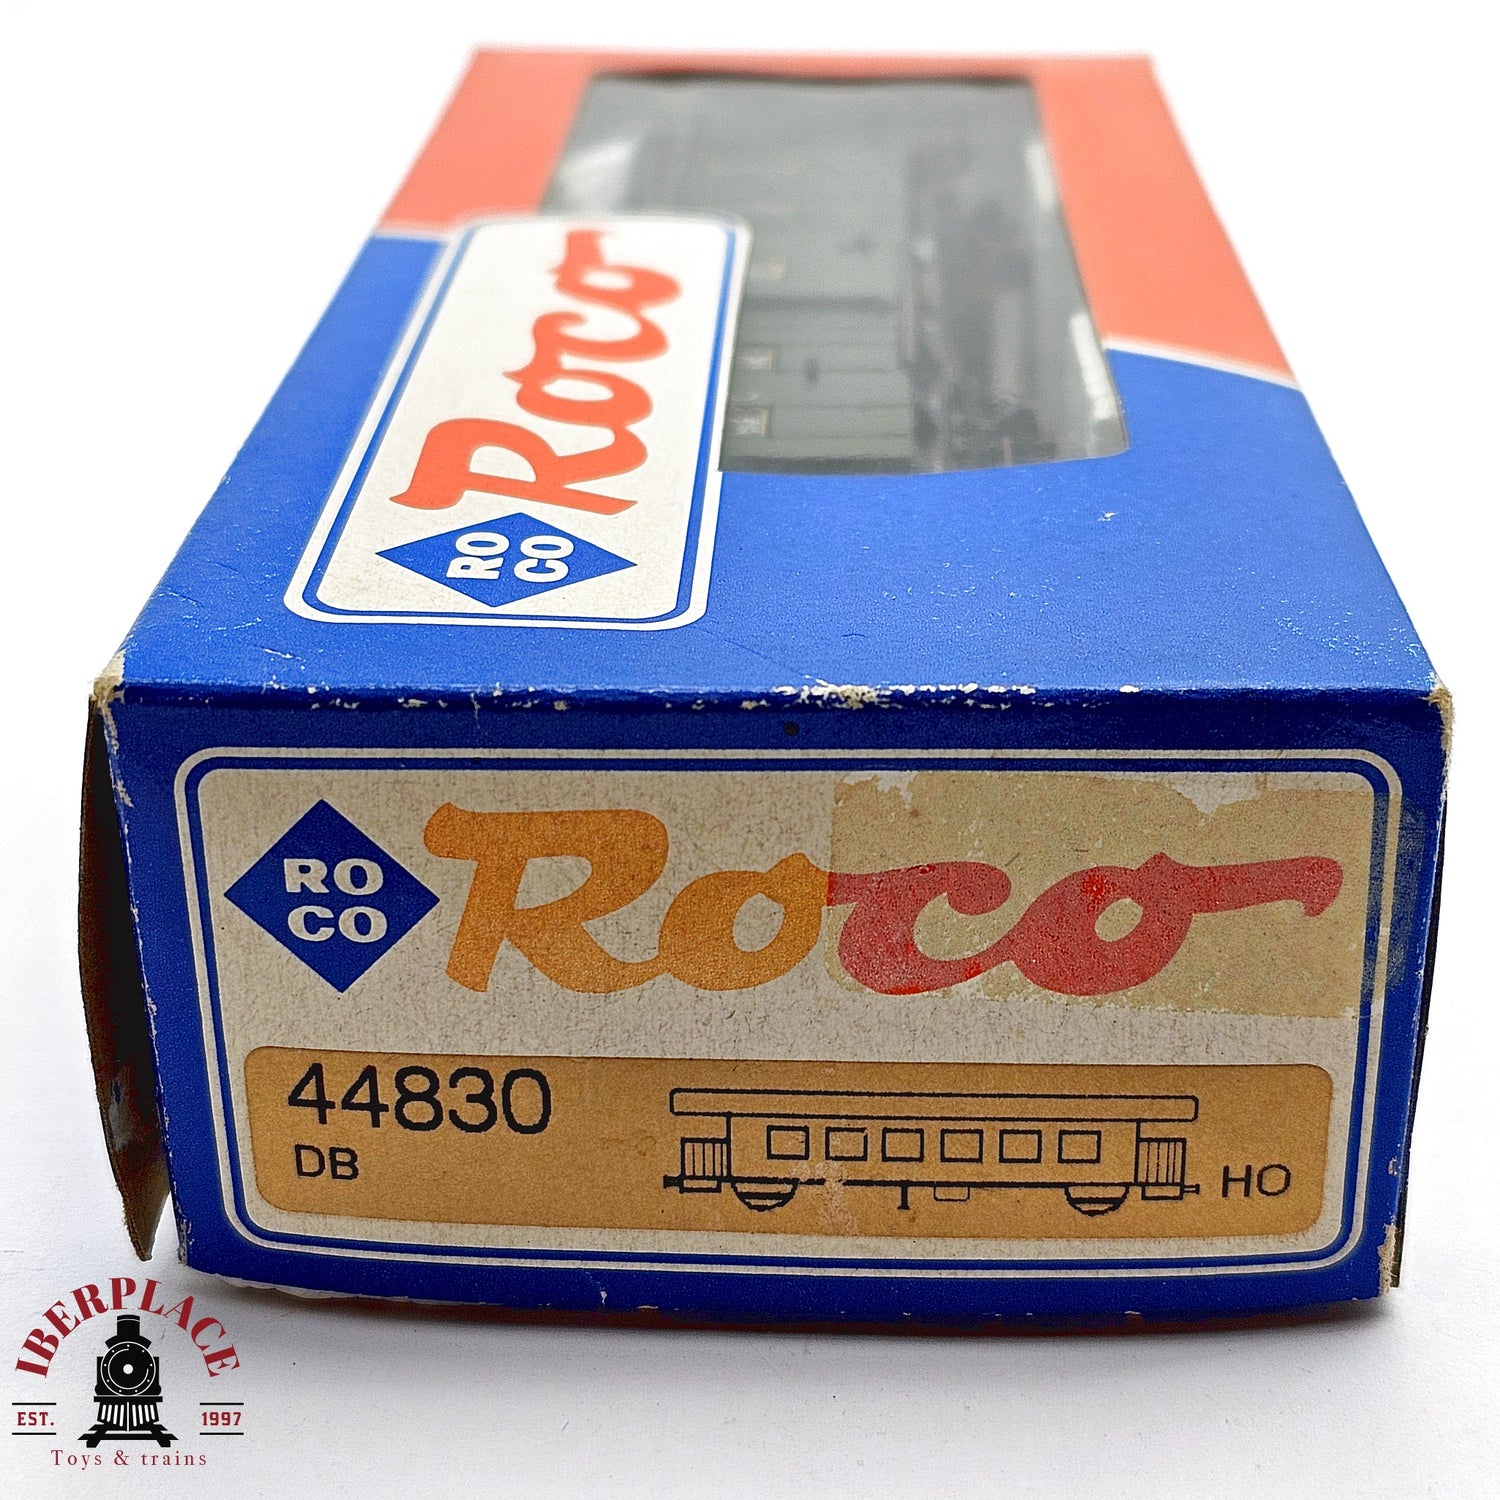 Roco
RO
CO
RO
CO
Roco
44830
DB
HO
IBERPLACE
EST. 1997
Toys & trains